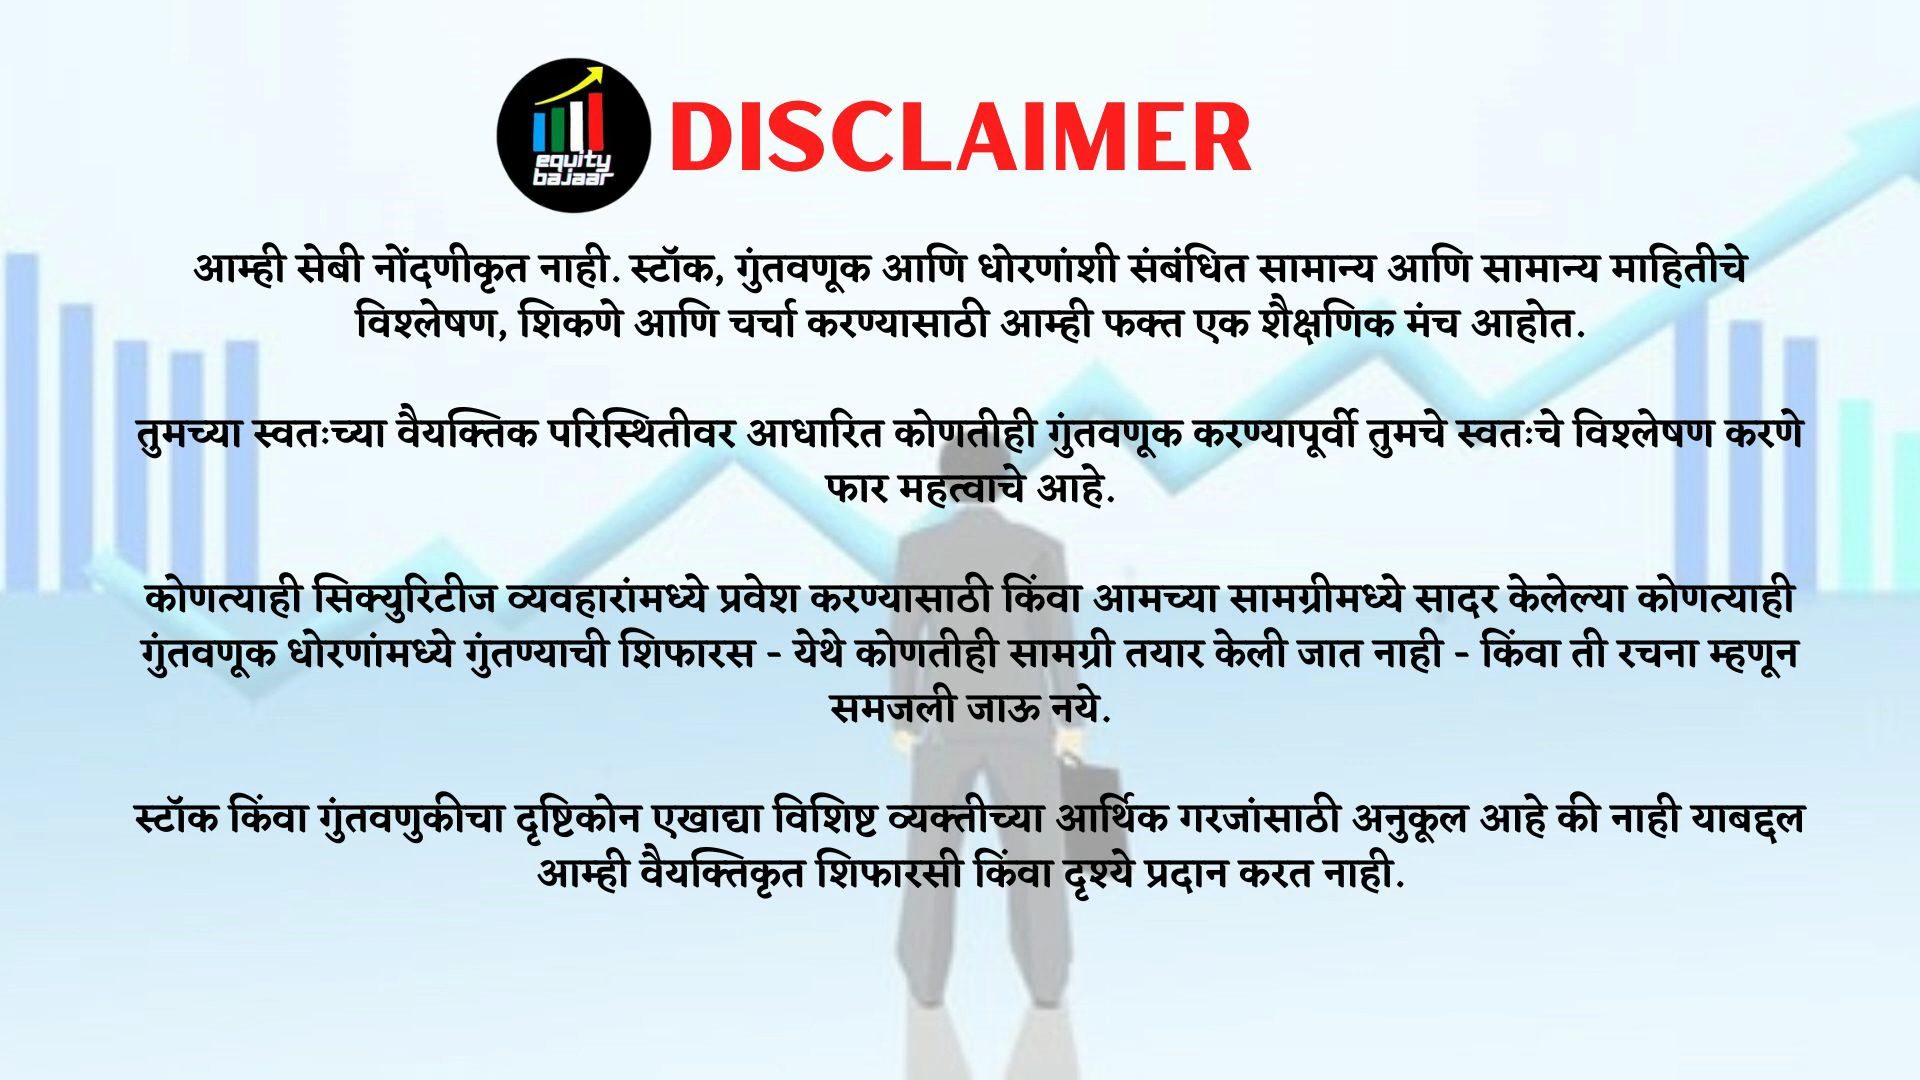 equity
bajaar
DISCLAIMER
आम्ही सेबी नोंदणीकृत नाही. स्टॉक, गुंतवणूक आणि धोरणांशी संबंधित सामान्य आणि सामान्य माहितीचे
विश्लेषण, शिकणे आणि चर्चा करण्यासाठी आम्ही फक्त एक शैक्षणिक मंच आहोत.
तुमच्या स्वतःच्या वैयक्तिक परिस्थितीवर आधारित कोणतीही गुंतवणूक करण्यापूर्वी तुमचे स्वतःचे विश्लेषण करणे
फार महत्वाचे आहे.
कोणत्याही सिक्युरिटीज व्यवहारांमध्ये प्रवेश करण्यासाठी किंवा आमच्या सामग्रीमध्ये सादर केलेल्या कोणत्याही
गुंतवणूक धोरणांमध्ये गुंतण्याची शिफारस - येथे कोणतीही सामग्री तयार केली जात नाही - किंवा ती रचना म्हणून
समजली जाऊ नये.
स्टॉक किंवा गुंतवणुकीचा दृष्टिकोन एखाद्या विशिष्ट व्यक्तीच्या आर्थिक गरजांसाठी अनुकूल आहे की नाही याबद्दल
आम्ही वैयक्तिकृत शिफारसी किंवा दृश्ये प्रदान करत नाही.